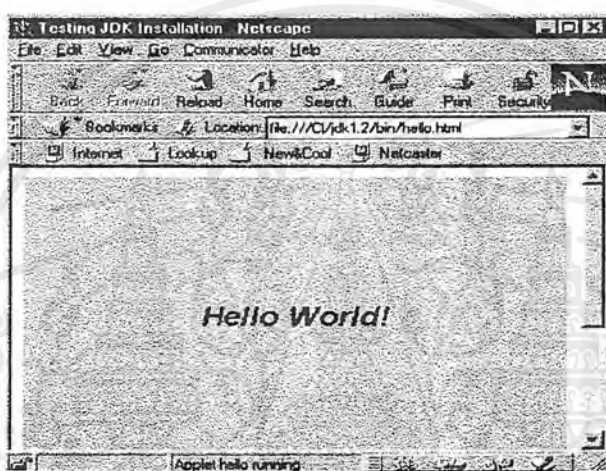 Testing JDK Installation - Netscape
File Edit View Go Communicator Help
Back Forward Reload Home Search Guide Print Security
N
Bookmarks Location: file:///C|/jdk1.2/bin/hello.html
Internet Lookup New&Cool Netcaster
Hello World!
Applet hello running